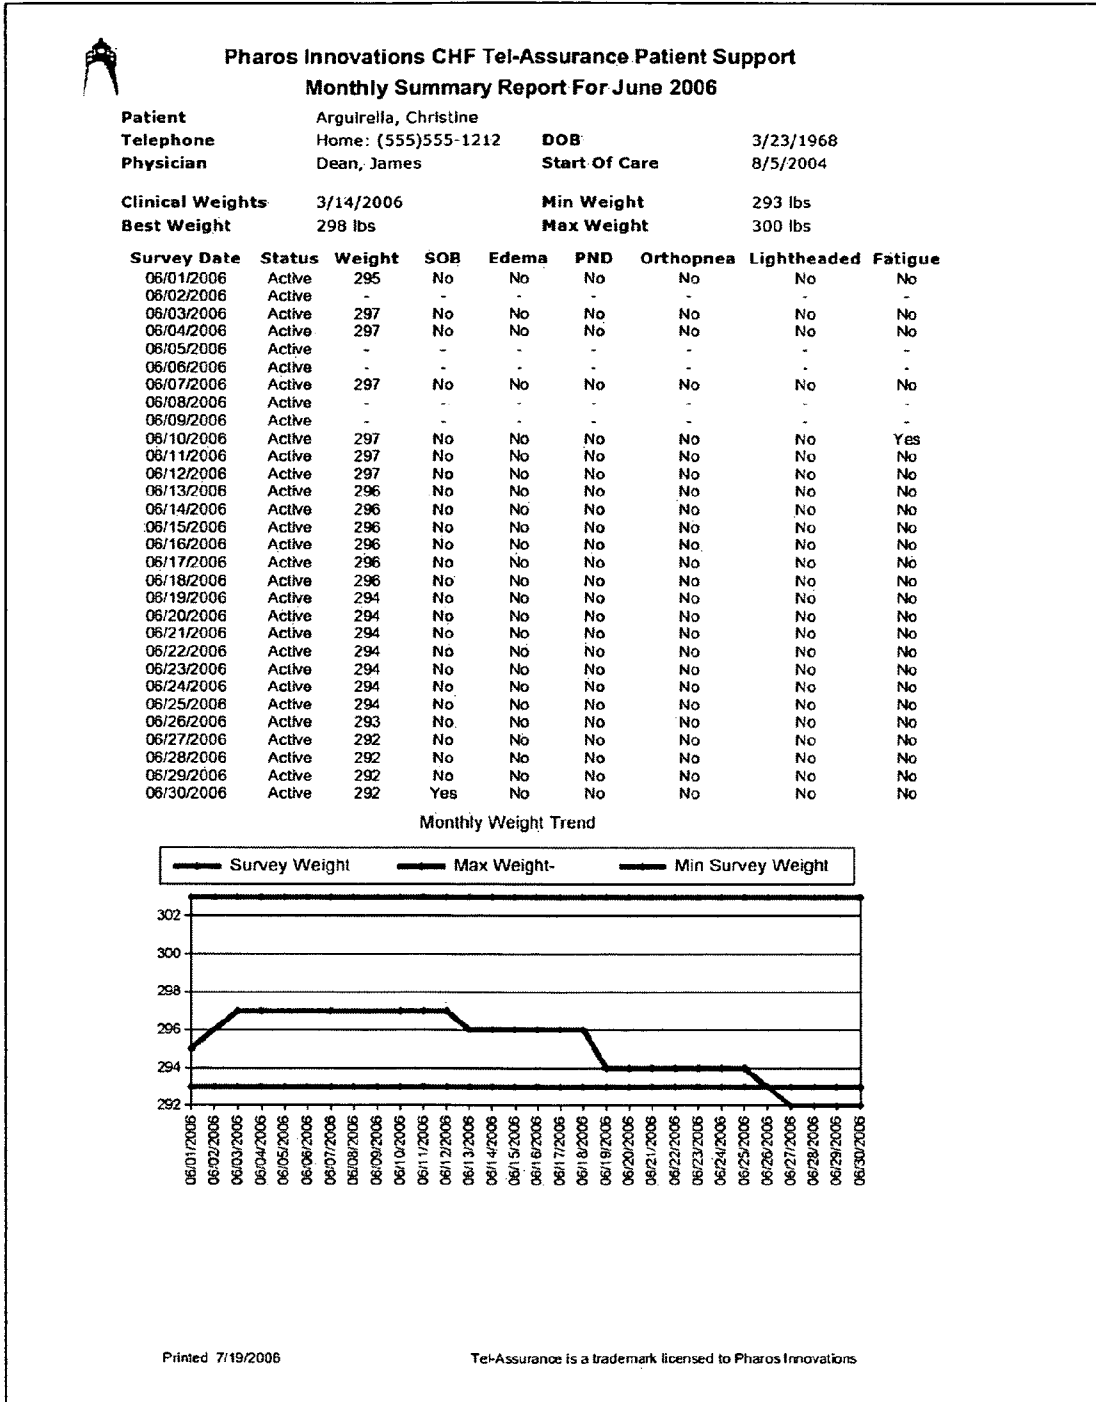 Pharos Innovations CHF Tel-Assurance Patient Support
Monthly Summary Report For June 2006
Patient Arguirella, Christine
Telephone Home: (555)555-1212 DOB 3/23/1968
Physician Dean, James Start Of Care 8/5/2004
Clinical Weights 3/14/2006 Min Weight 293 lbs
Best Weight 298 lbs Max Weight 300 lbs
Survey Date Status Weight SOB Edema PND Orthopnea Lightheaded Fatigue
06/01/2006 Active 295 No No No No No No
06/02/2006 Active - - - - - - -
06/03/2006 Active 297 No No No No No No
06/04/2006 Active 297 No No No No No No
06/05/2006 Active - - - - - - -
06/06/2006 Active - - - - - - -
06/07/2006 Active 297 No No No No No No
06/08/2006 Active - - - - - - -
06/09/2006 Active - - - - - - -
06/10/2006 Active 297 No No No No No Yes
06/11/2006 Active 297 No No No No No No
06/12/2006 Active 297 No No No No No No
06/13/2006 Active 296 No No No No No No
06/14/2006 Active 296 No No No No No No
06/15/2006 Active 296 No No No No No No
06/16/2006 Active 296 No No No No No No
06/17/2006 Active 296 No No No No No No
06/18/2006 Active 296 No No No No No No
06/19/2006 Active 294 No No No No No No
06/20/2006 Active 294 No No No No No No
06/21/2006 Active 294 No No No No No No
06/22/2006 Active 294 No No No No No No
06/23/2006 Active 294 No No No No No No
06/24/2006 Active 294 No No No No No No
06/25/2006 Active 294 No No No No No No
06/26/2006 Active 293 No No No No No No
06/27/2006 Active 292 No No No No No No
06/28/2006 Active 292 No No No No No No
06/29/2006 Active 292 No No No No No No
06/30/2006 Active 292 Yes No No No No No
Monthly Weight Trend
Survey Weight Max Weight- Min Survey Weight
302
300
298
296
294
292
06/01/2006 06/02/2006 06/03/2006 06/04/2006 06/05/2006 06/06/2006 06/07/2006 06/08/2006 06/09/2006 06/10/2006 06/11/2006 06/12/2006 06/13/2006 06/14/2006 06/15/2006 06/16/2006 06/17/2006 06/18/2006 06/19/2006 06/20/2006 06/21/2006 06/22/2006 06/23/2006 06/24/2006 06/25/2006 06/26/2006 06/27/2006 06/28/2006 06/29/2006 06/30/2006
Printed 7/19/2006 Tel-Assurance is a trademark licensed to Pharos Innovations